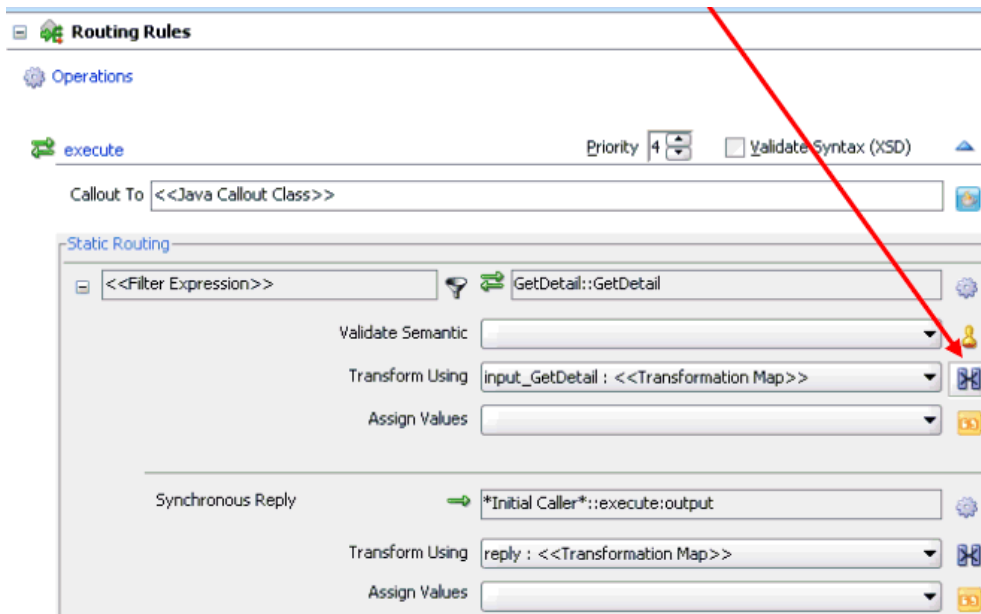 Routing Rules
Operations
execute Priority 4 Validate Syntax (XSD)
Callout To <<Java Callout Class>>
Static Routing
<<Filter Expression>> GetDetail::GetDetail
Validate Semantic
Transform Using input_GetDetail : <<Transformation Map>>
Assign Values
Synchronous Reply *Initial Caller*::execute:output
Transform Using reply : <<Transformation Map>>
Assign Values